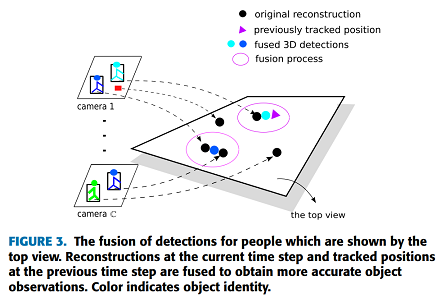 original reconstruction
previously tracked position
fused 3D detections
fusion process
camera 1
camera C
the top view
FIGURE 3. The fusion of detections for people which are shown by the
top view. Reconstructions at the current time step and tracked positions
at the previous time step are fused to obtain more accurate object
observations. Color indicates object identity.